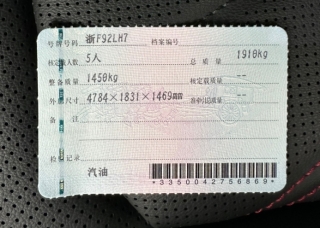 号牌号码 浙F92LH7 档案编号
核定载人数 5人 总质量 1910kg
整备质量 1450kg 核定载质量 --
外廓尺寸 4784×1831×1469mm 准牵引总质量 --
备注
检验记录
汽油
*3350042756869*